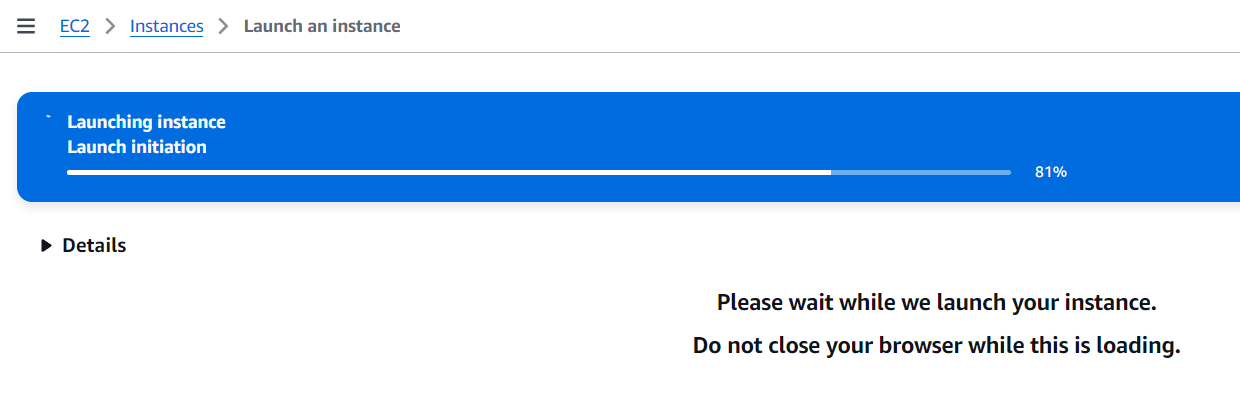 EC2 > Instances > Launch an instance
Launching instance
Launch initiation
81%
Details
Please wait while we launch your instance.
Do not close your browser while this is loading.